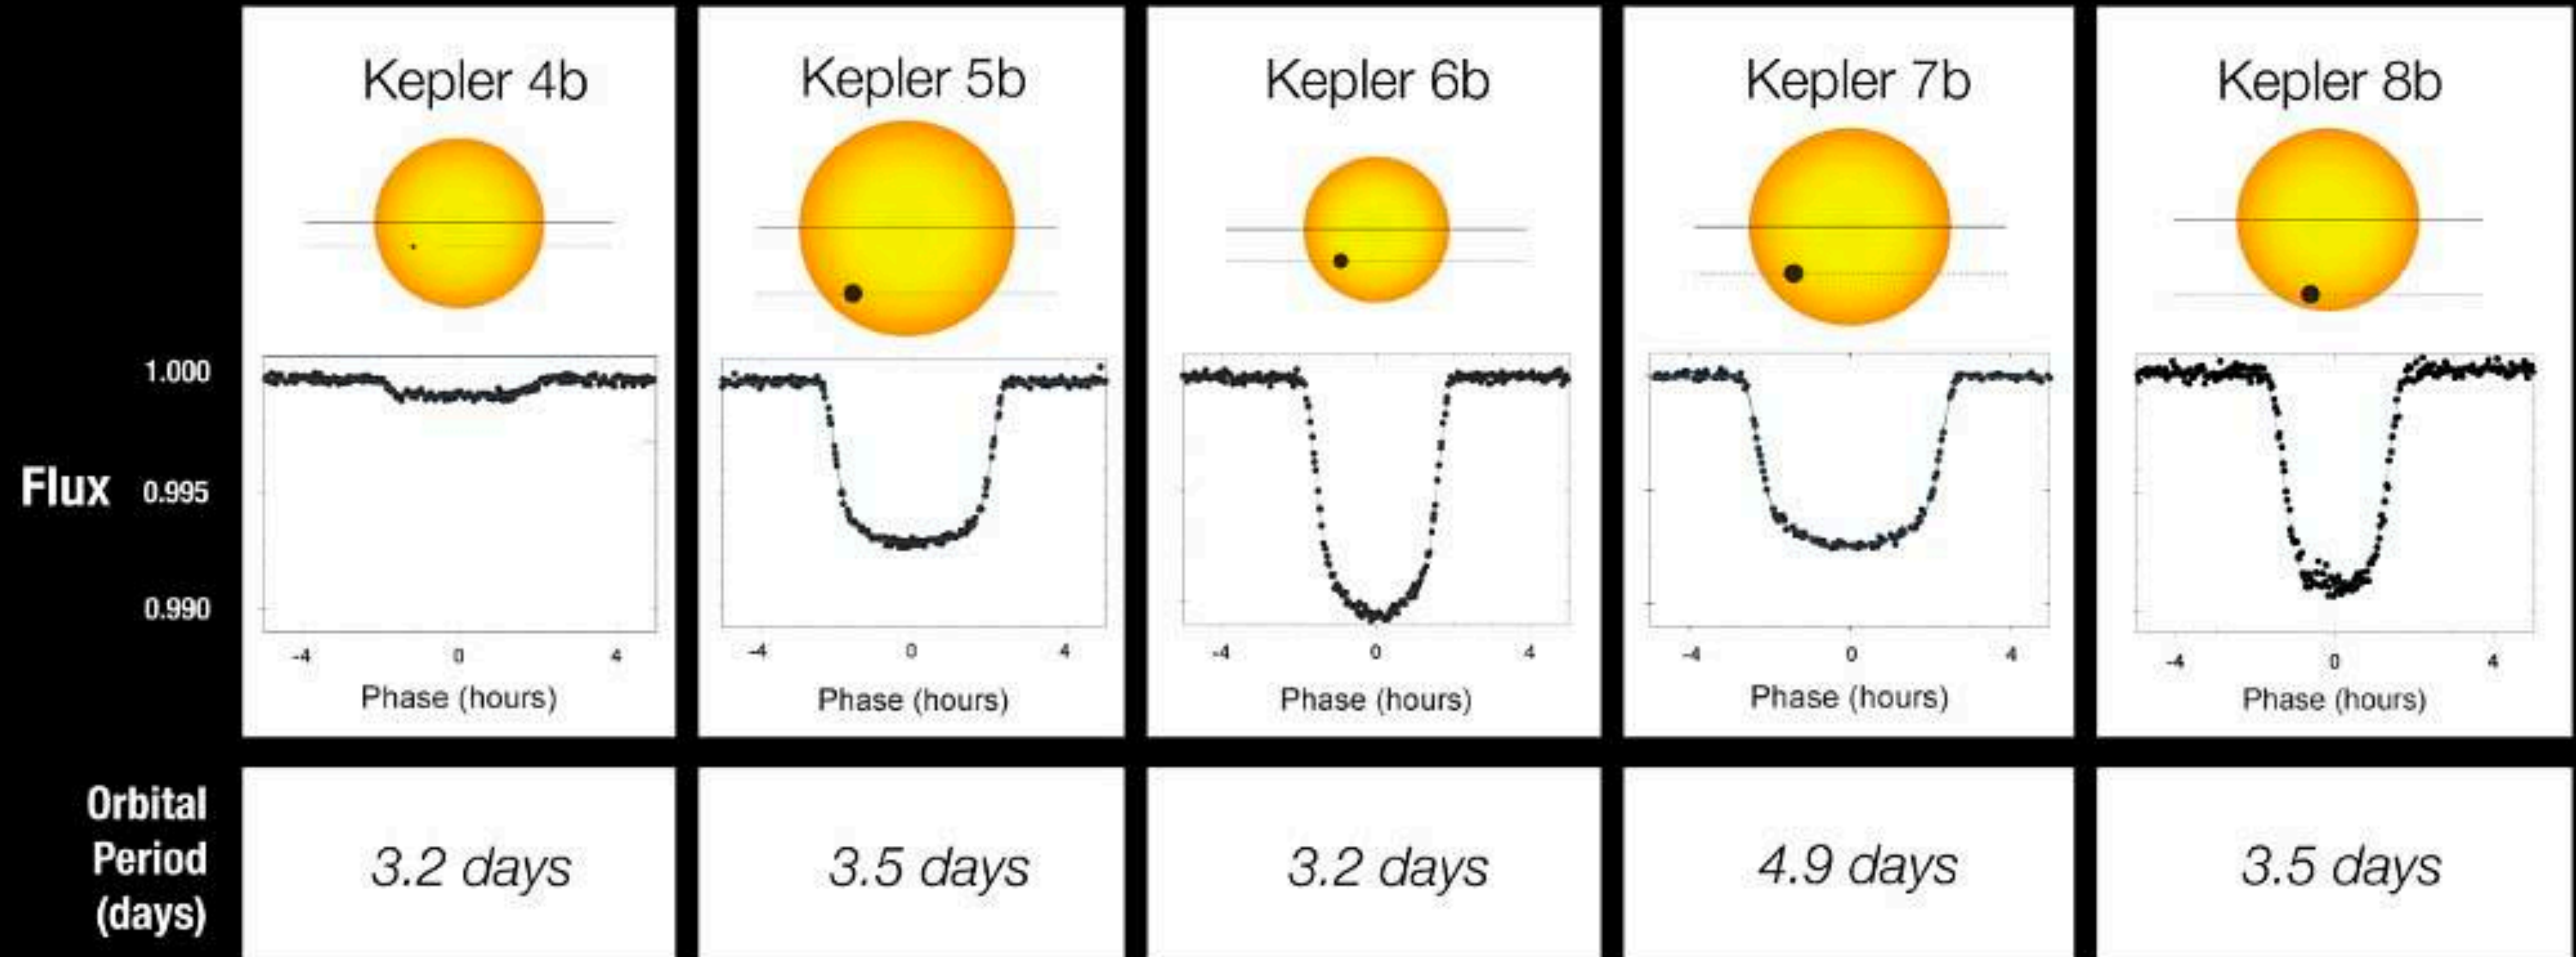 Kepler 4b
Kepler 5b
Kepler 6b
Kepler 7b
Kepler 8b
Flux
1.000
0.995
0.990
-4 0 4
Phase (hours)
-4 0 4
Phase (hours)
-4 0 4
Phase (hours)
-4 0 4
Phase (hours)
-4 0 4
Phase (hours)
Orbital
Period
(days)
3.2 days
3.5 days
3.2 days
4.9 days
3.5 days